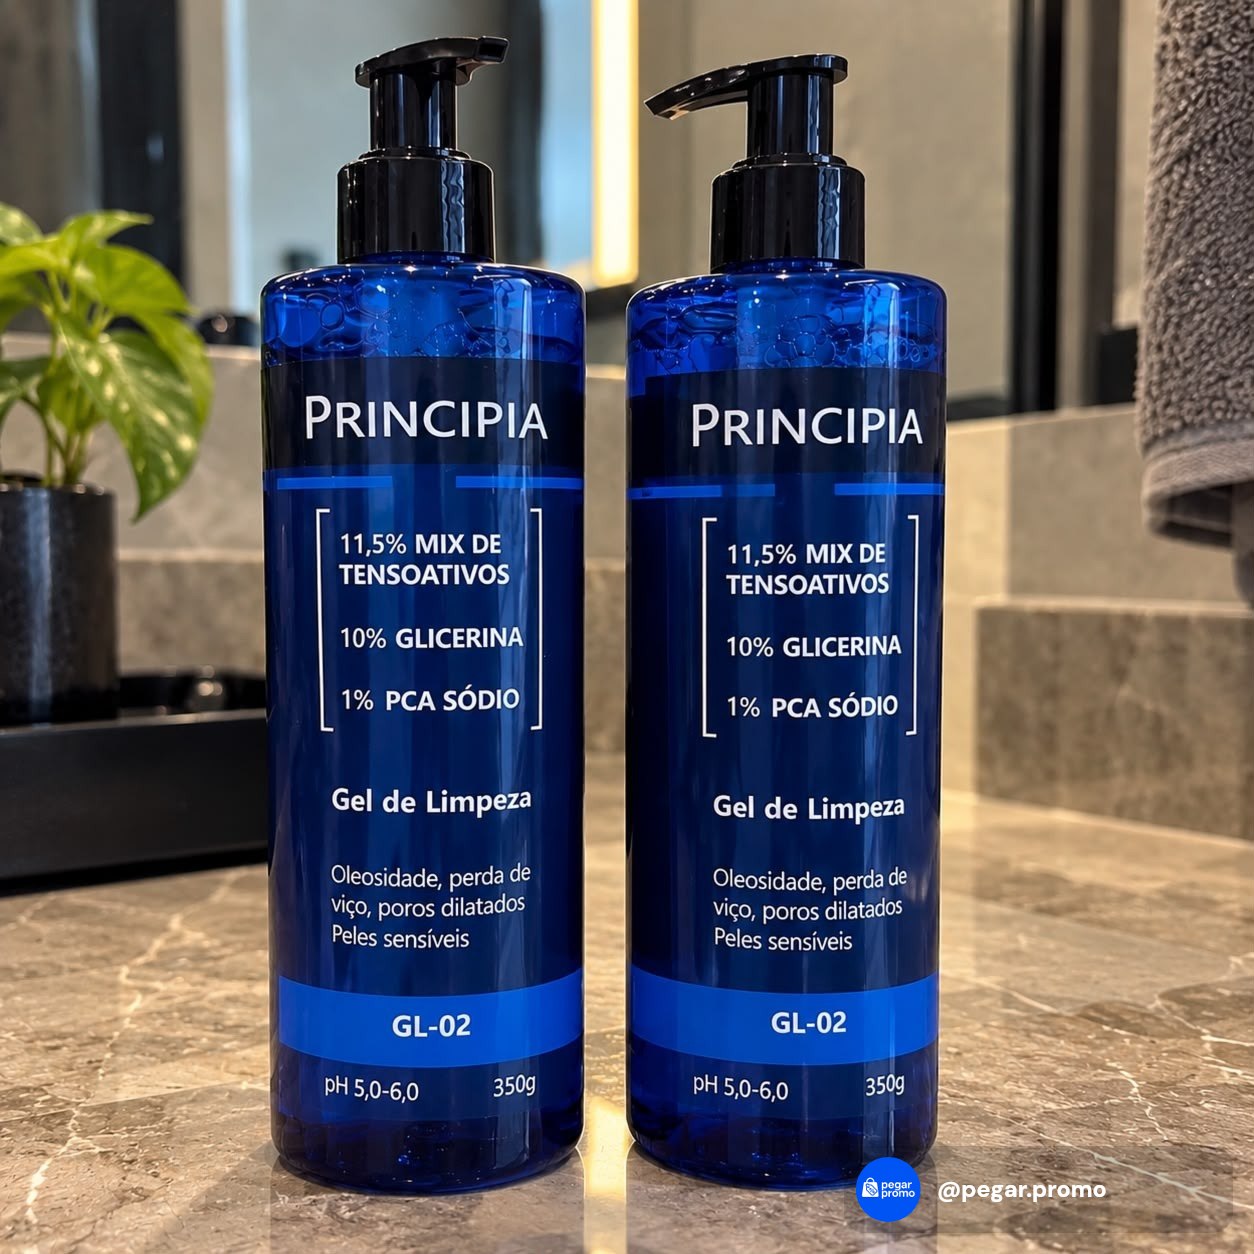 PRINCIPIA
11,5% MIX DE
TENSOATIVOS
10% GLICERINA
1% PCA SÓDIO
Gel de Limpeza
Oleosidade, perda de
viço, poros dilatados
Peles sensíveis
GL-02
pH 5,0-6,0 350g
PRINCIPIA
11,5% MIX DE
TENSOATIVOS
10% GLICERINA
1% PCA SÓDIO
Gel de Limpeza
Oleosidade, perda de
viço, poros dilatados
Peles sensíveis
GL-02
pH 5,0-6,0 350g
pegar
promo
@pegar.promo